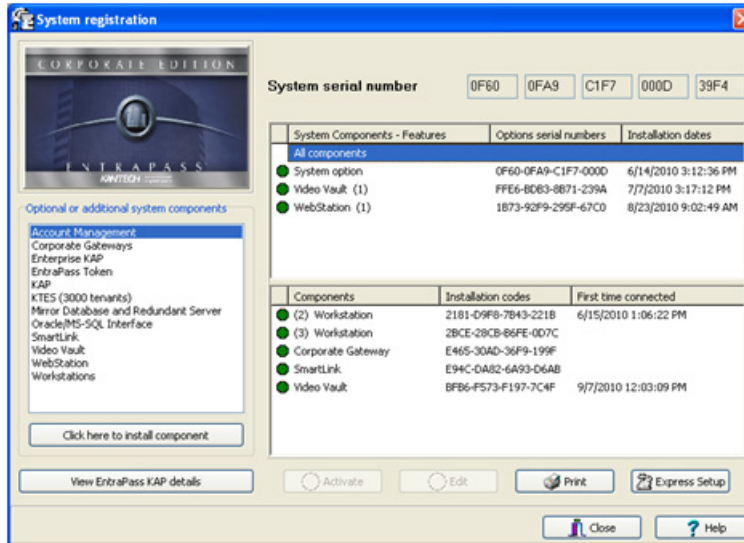 System registration
CORPORATE EDITION
ENTRAPASS
KANTECH
System serial number 0F60 0FA9 C1F7 000D 39F4
System Components - Features Options serial numbers Installation dates
All components
System option 0F60-0FA9-C1F7-000D 6/14/2010 3:12:36 PM
Video Vault (1) FFE6-BDB3-8B71-239A 7/7/2010 3:17:12 PM
WebStation (1) 1B73-92F9-295F-67C0 8/23/2010 9:02:49 AM
Optional or additional system components
Account Management
Corporate Gateways
Enterprise KAP
EntraPass Token
KAP
KTES (3000 tenants)
Mirror Database and Redundant Server
Oracle/MS-SQL Interface
SmartLink
Video Vault
WebStation
Workstations
Components Installation codes First time connected
(2) Workstation 2181-D9F8-7B43-221B 6/15/2010 1:06:22 PM
(3) Workstation 2BCE-28CB-B6FE-0D7C
Corporate Gateway E465-30AD-36F9-199F
SmartLink E94C-DA82-6A93-D6AB
Video Vault BFB6-F573-F197-7C4F 9/7/2010 12:03:09 PM
Click here to install component
View EntraPass KAP details
Activate Edit Print Express Setup
Close Help